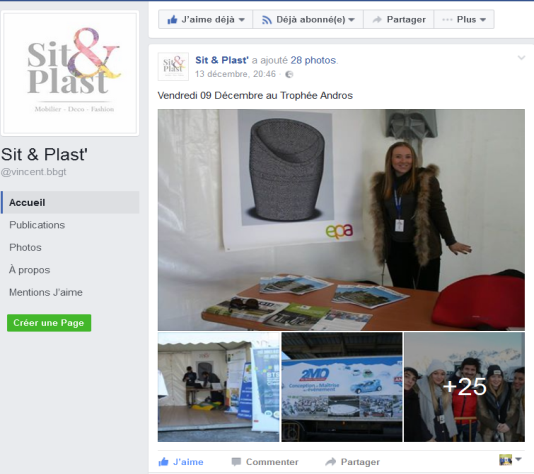 Sit &
Plast'
Mobilier - Deco - Fashion
Sit & Plast'
@vincent.bbgt
Accueil
Publications
Photos
À propos
Mentions J'aime
Créer une Page
J'aime déjà
Déjà abonné(e)
Partager
Plus
Sit & Plast' a ajouté 28 photos.
13 décembre, 20:46
Vendredi 09 Décembre au Trophée Andros
epa
2MO
Conception & Maîtrise
+25
J'aime
Commenter
Partager